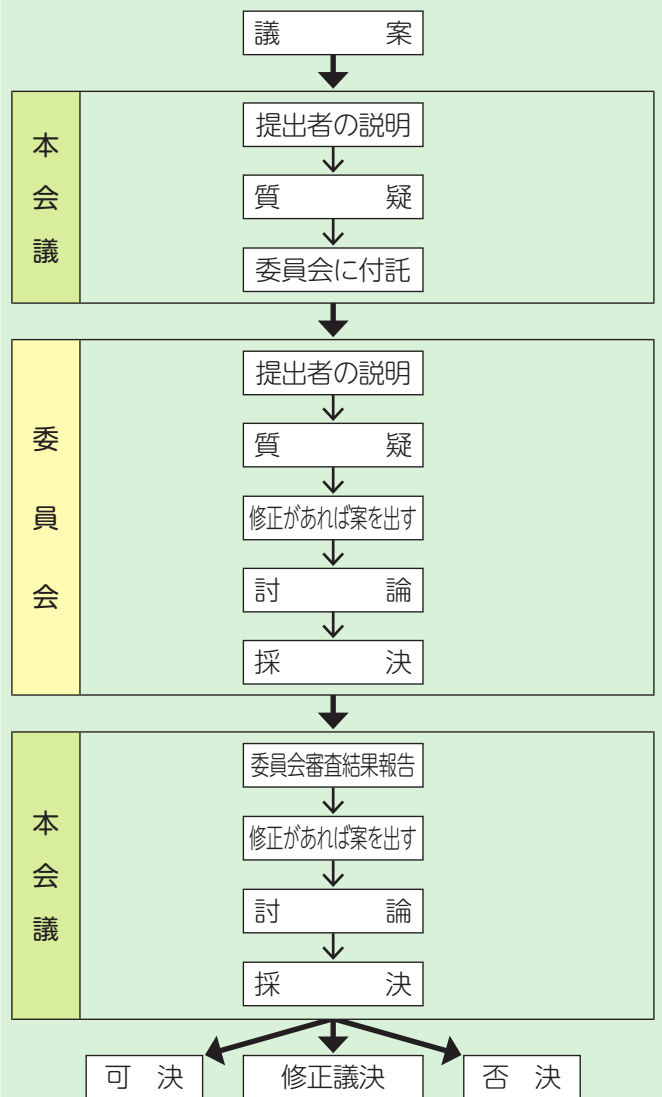 議案
本会議
提出者の説明
質疑
委員会に付託
委員会
提出者の説明
質疑
修正があれば案を出す
討論
採決
本会議
委員会審査結果報告
修正があれば案を出す
討論
採決
可決
修正議決
否決